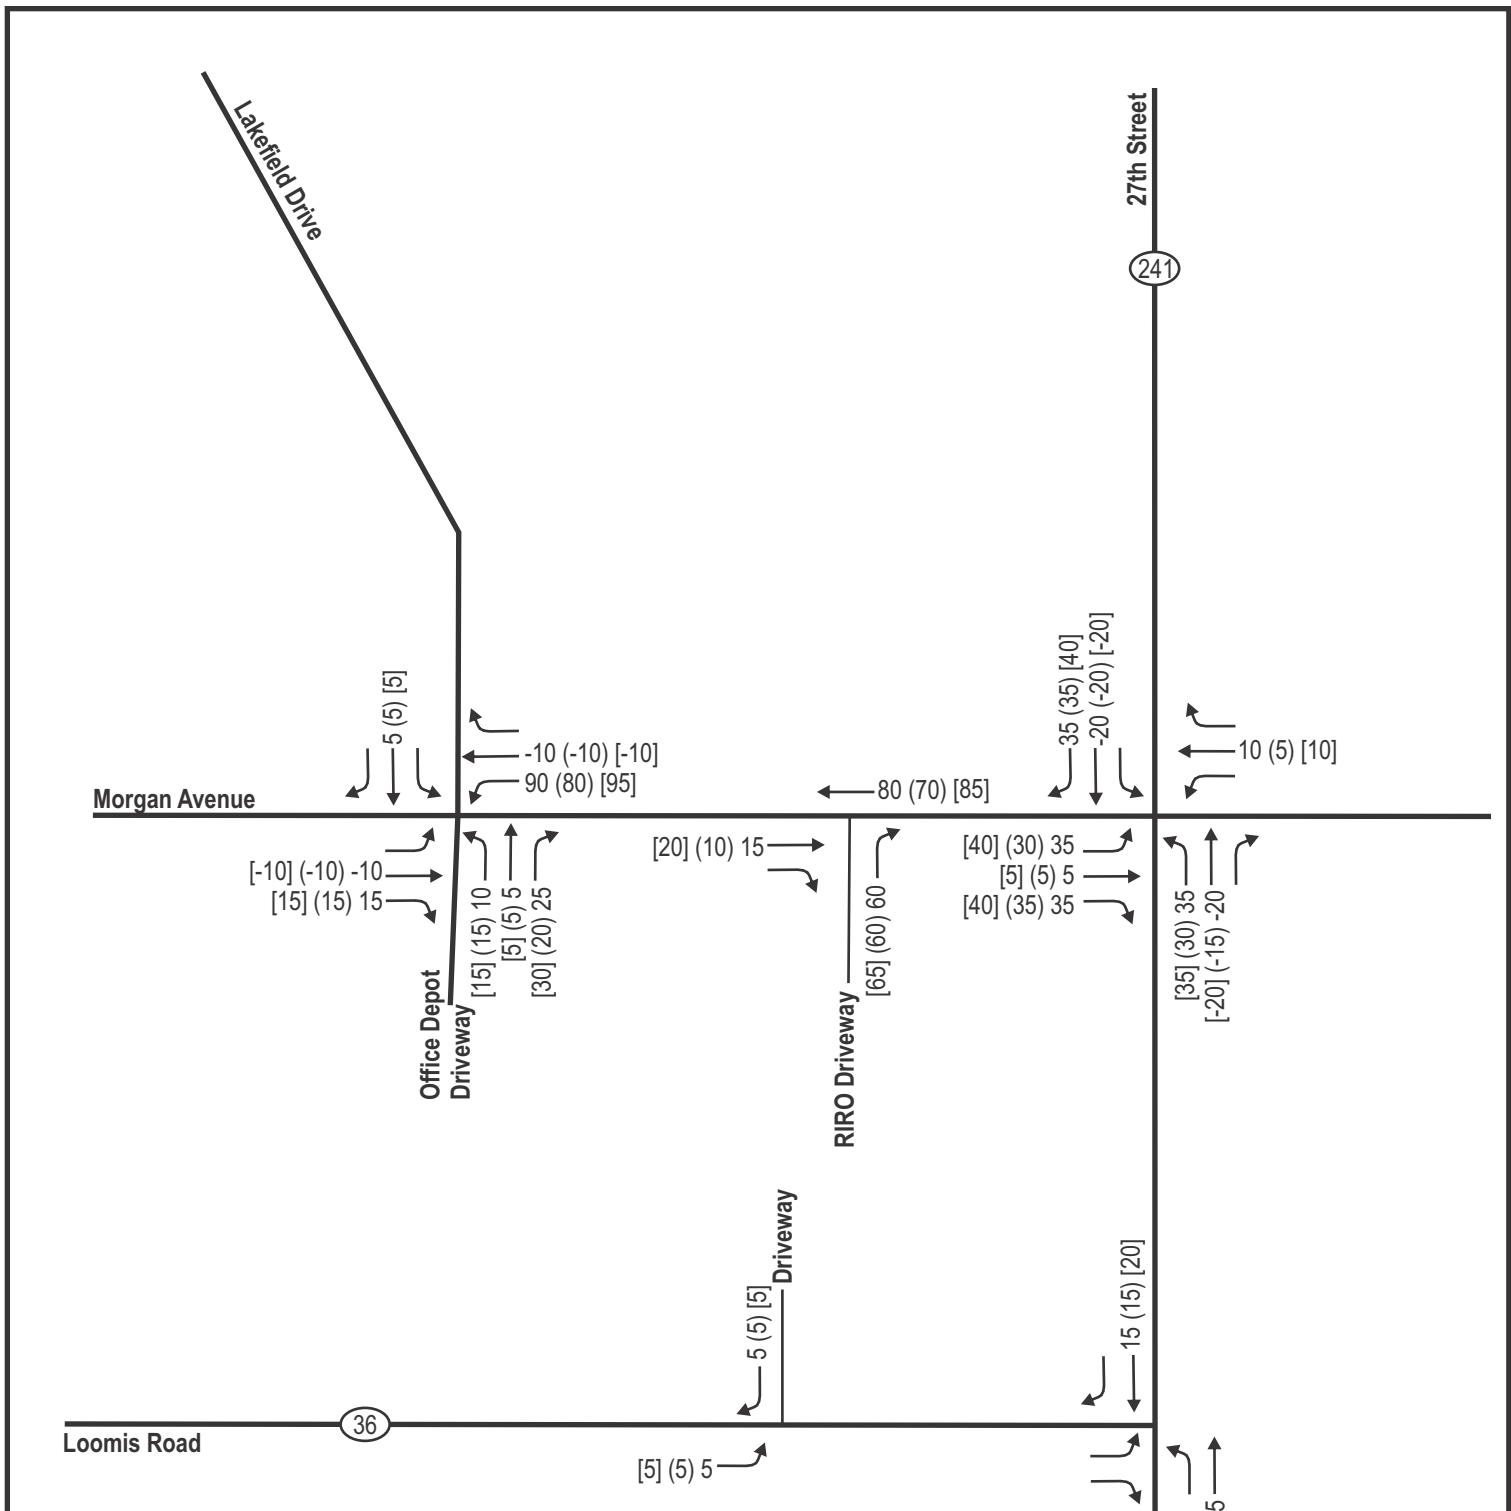 Lakefield Drive
27th Street
241
5 (5) [5]
-10 (-10) [-10]
90 (80) [95]
35 (35) [40]
-20 (-20) [-20]
10 (5) [10]
Morgan Avenue
80 (70) [85]
[-10] (-10) -10
[15] (15) 15
[15] (15) 10
[5] (5) 5
[30] (20) 25
[20] (10) 15
[65] (60) 60
[40] (30) 35
[5] (5) 5
[40] (35) 35
[35] (30) 35
[-20] (-15) -20
Office Depot
Driveway
RIRO Driveway
Driveway
5 (5) [5]
15 (15) [20]
36
Loomis Road
[5] (5) 5